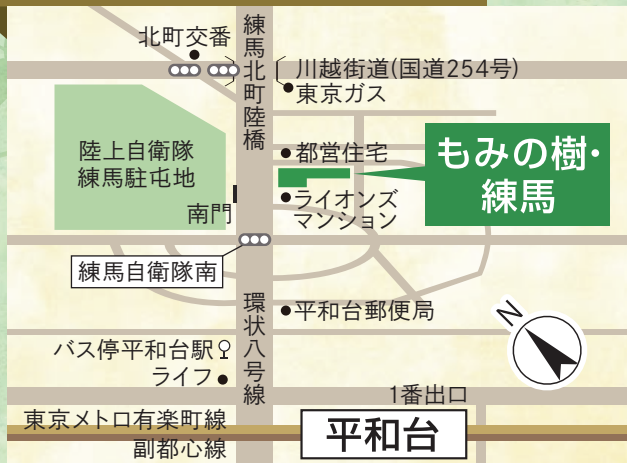 北町交番
練馬北町陸橋
川越街道(国道254号)
東京ガス
陸上自衛隊
練馬駐屯地
都営住宅
もみの樹・
練馬
南門
ライオンズ
マンション
練馬自衛隊南
環状八号線
平和台郵便局
N
バス停平和台駅
ライフ
1番出口
東京メトロ有楽町線
副都心線
平和台